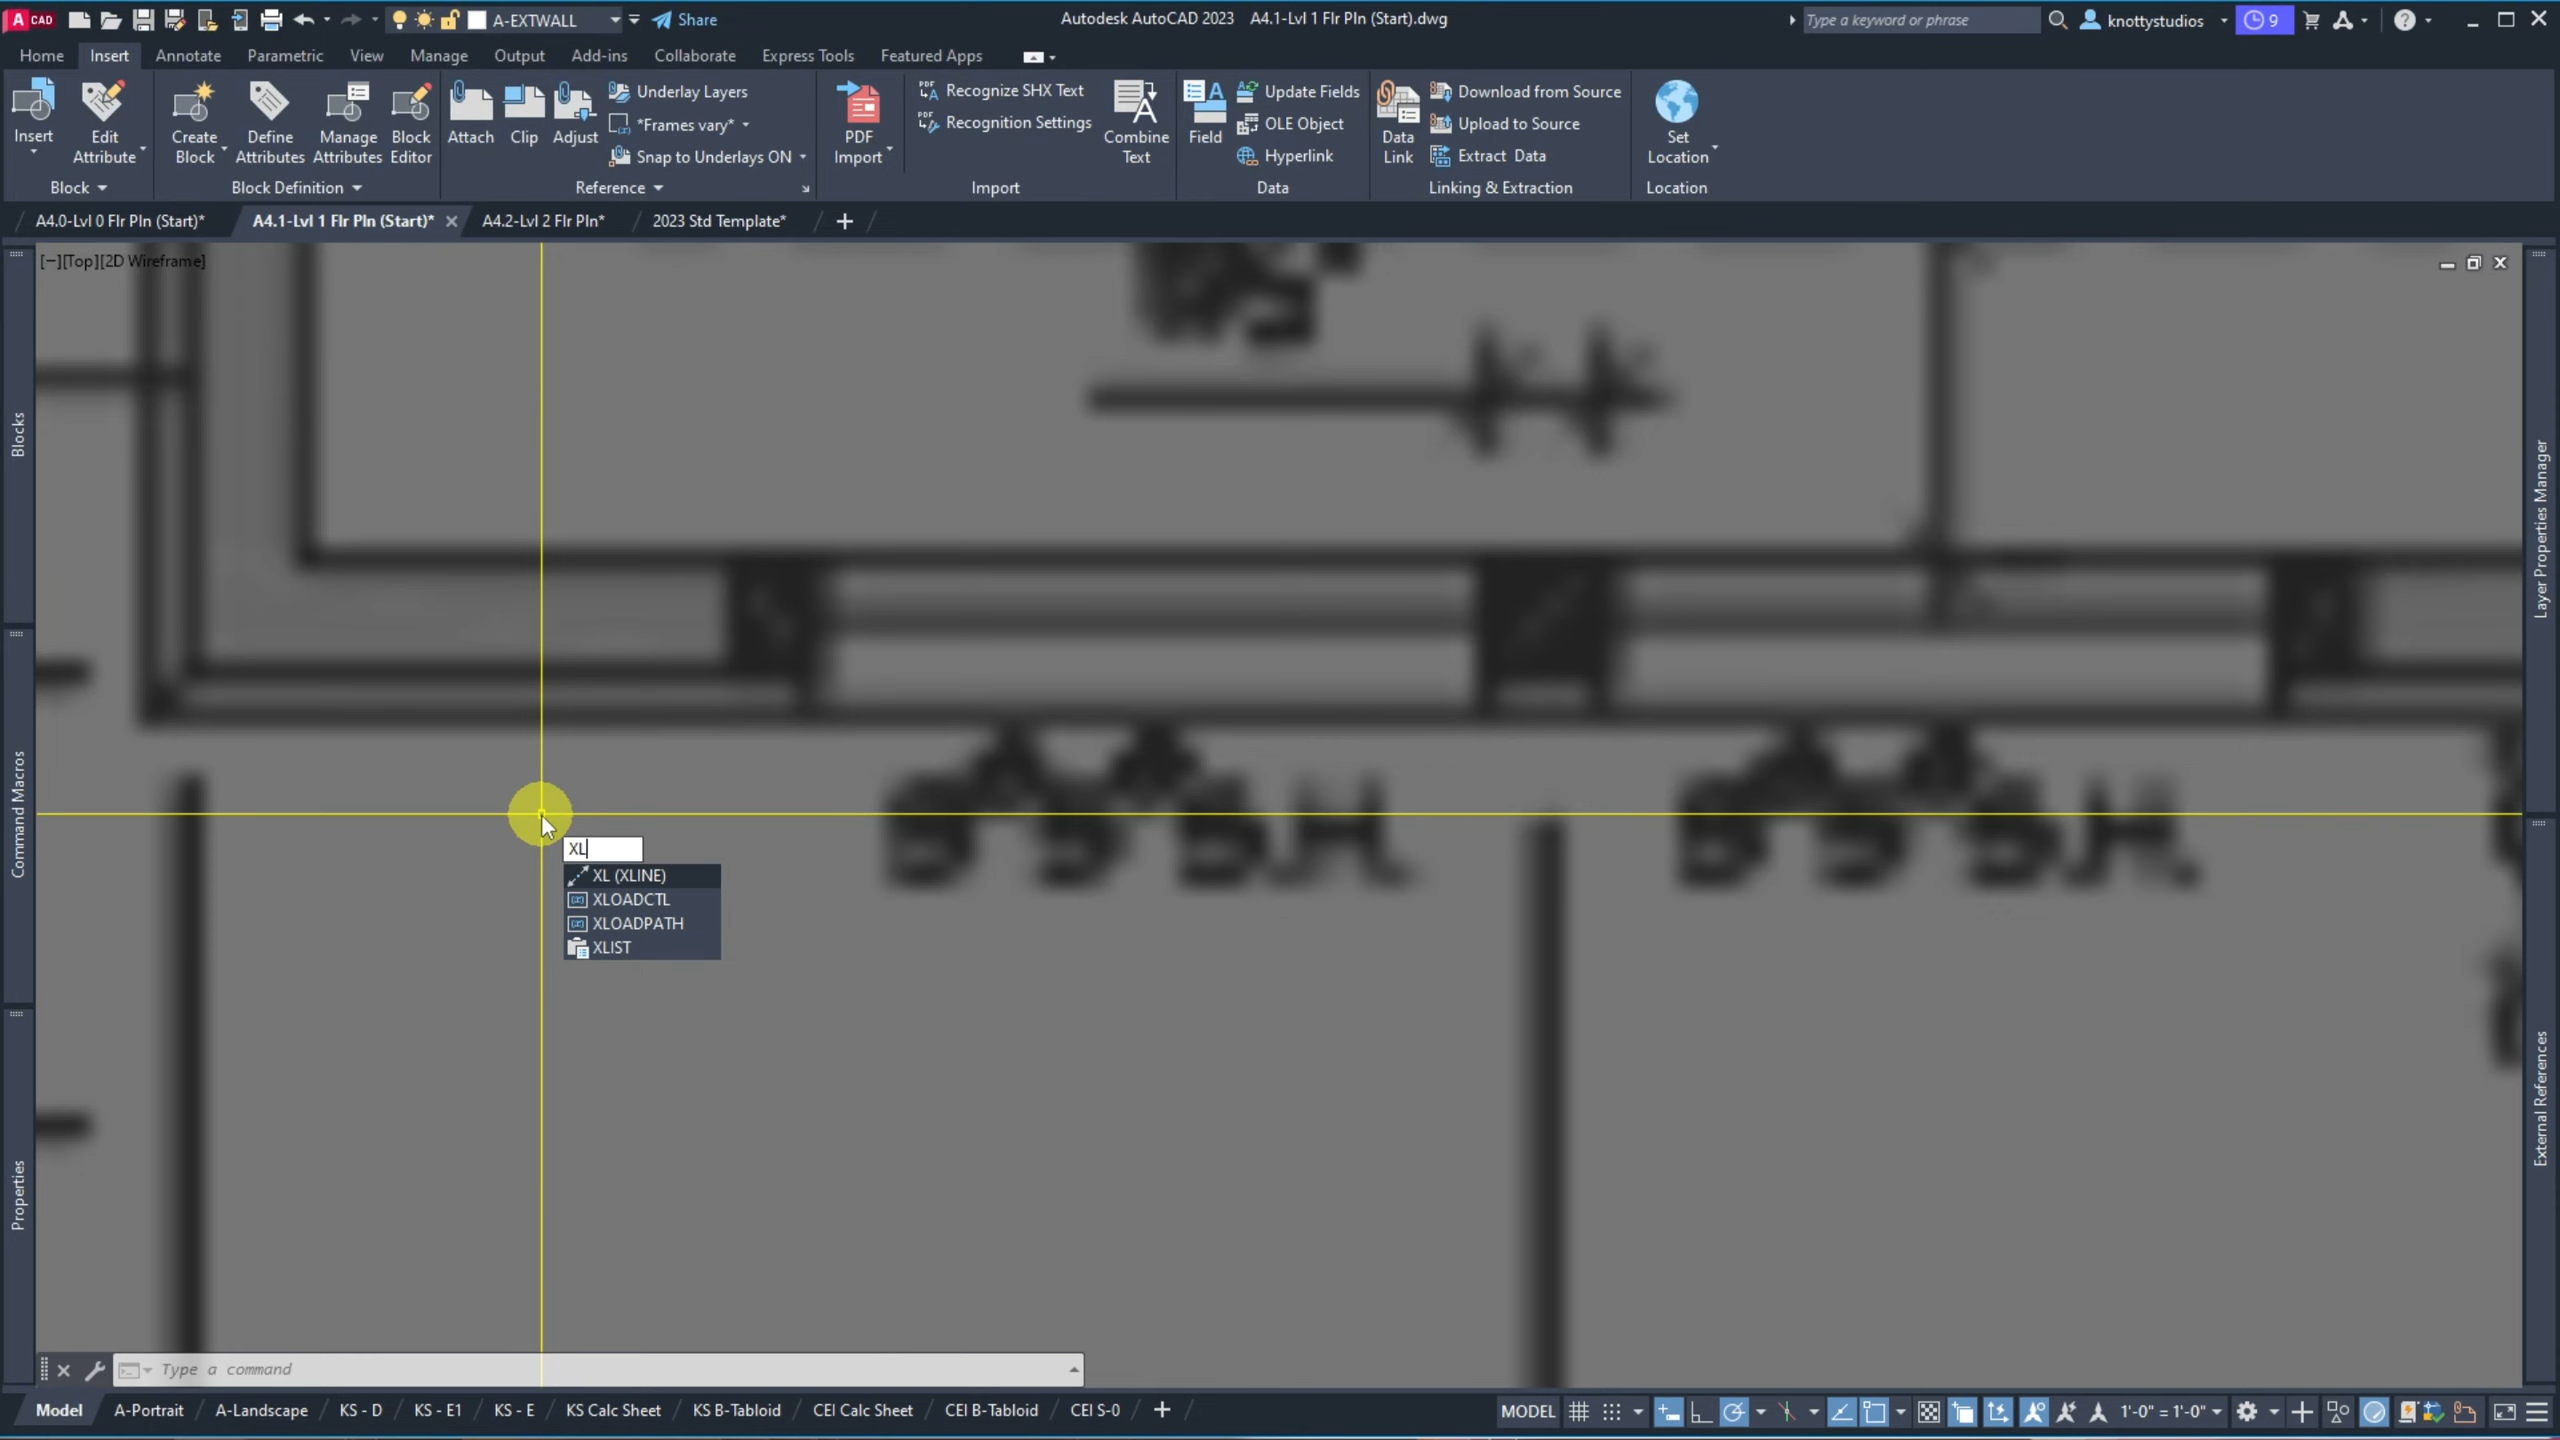 A CAD
A-EXTWALL
Share
Autodesk AutoCAD 2023 A4.1-Lvl 1 Flr Pln (Start).dwg
Type a keyword or phrase
knottystudios
9
Home Insert Annotate Parametric View Manage Output Add-ins Collaborate Express Tools Featured Apps
Insert
Edit Attribute
Create Block
Define Attributes
Manage Attributes
Block Editor
Attach
Clip
Adjust
Underlay Layers
*Frames vary*
Snap to Underlays ON
PDF Import
Recognize SHX Text
Recognition Settings
Combine Text
Field
Update Fields
OLE Object
Hyperlink
Data Link
Download from Source
Upload to Source
Extract Data
Set Location
Block
Block Definition
Reference
Import
Data
Linking & Extraction
Location
A4.0-Lvl 0 Flr Pln (Start)*
A4.1-Lvl 1 Flr Pln (Start)*
A4.2-Lvl 2 Flr Pln*
2023 Std Template*
[−][Top][2D Wireframe]
Blocks
Command Macros
Properties
Layer Properties Manager
External References
XL
XL (XLINE)
XLOADCTL
XLOADPATH
XLIST
Type a command
Model A-Portrait A-Landscape KS - D KS - E1 KS - E KS Calc Sheet KS B-Tabloid CEI Calc Sheet CEI B-Tabloid CEI S-0
MODEL
1'-0" = 1'-0"